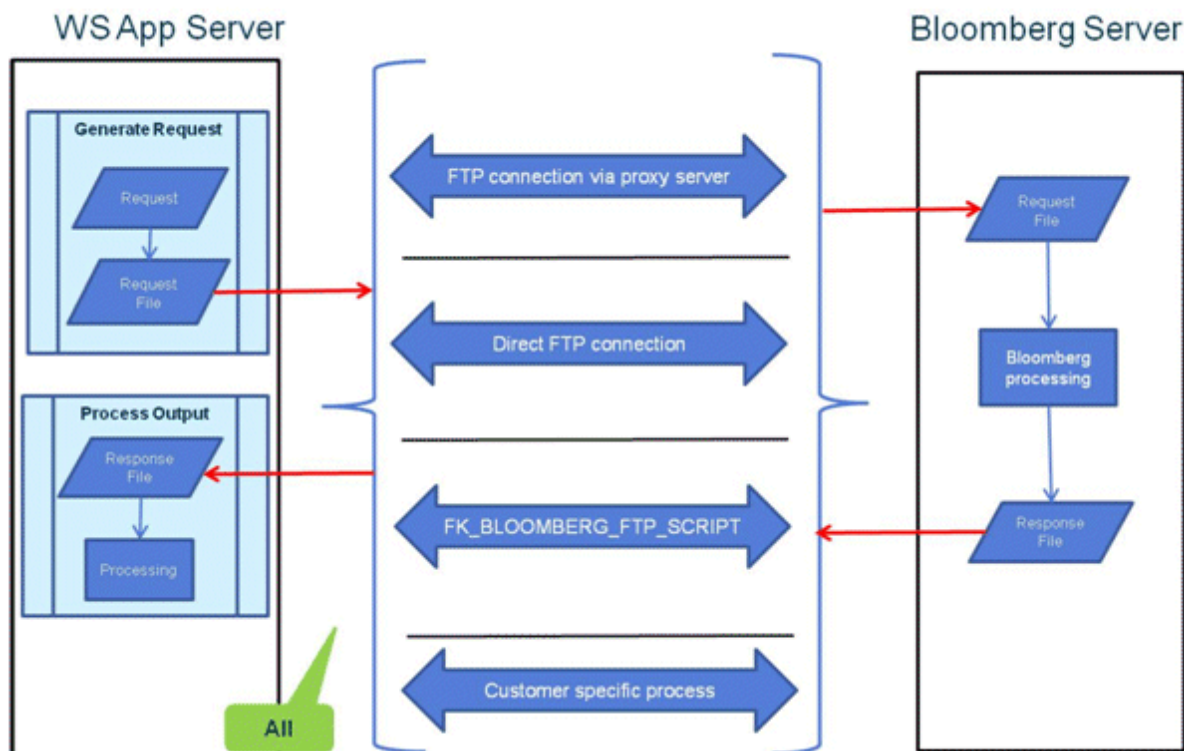 WS App Server
Bloomberg Server
Generate Request
Request
Request
File
Process Output
Response
File
Processing
All
FTP connection via proxy server
Direct FTP connection
FK_BLOOMBERG_FTP_SCRIPT
Customer specific process
Request
File
Bloomberg
processing
Response
File